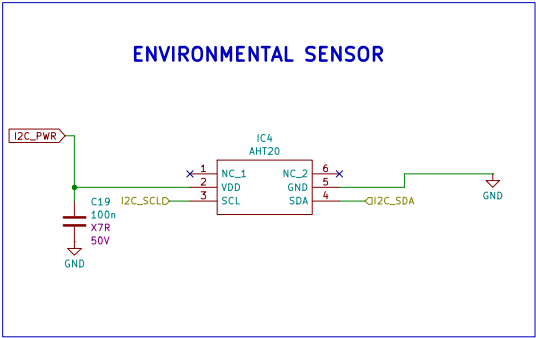 ENVIRONMENTAL SENSOR
I2C_PWR
IC4
AHT20
1 NC_1 NC_2 6
2 VDD GND 5
I2C_SCL 3 SCL SDA 4 I2C_SDA
C19
100n
X7R
50V
GND
GND